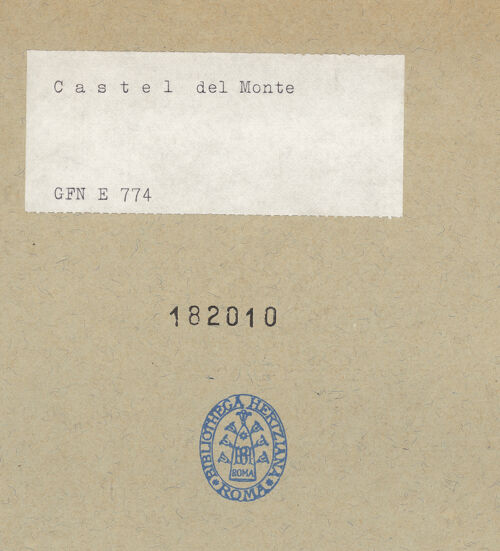 C a s t e l del Monte
GFN E 774
182010
BIBLIOTHECA HERTZIANA
ROMA
ROMA